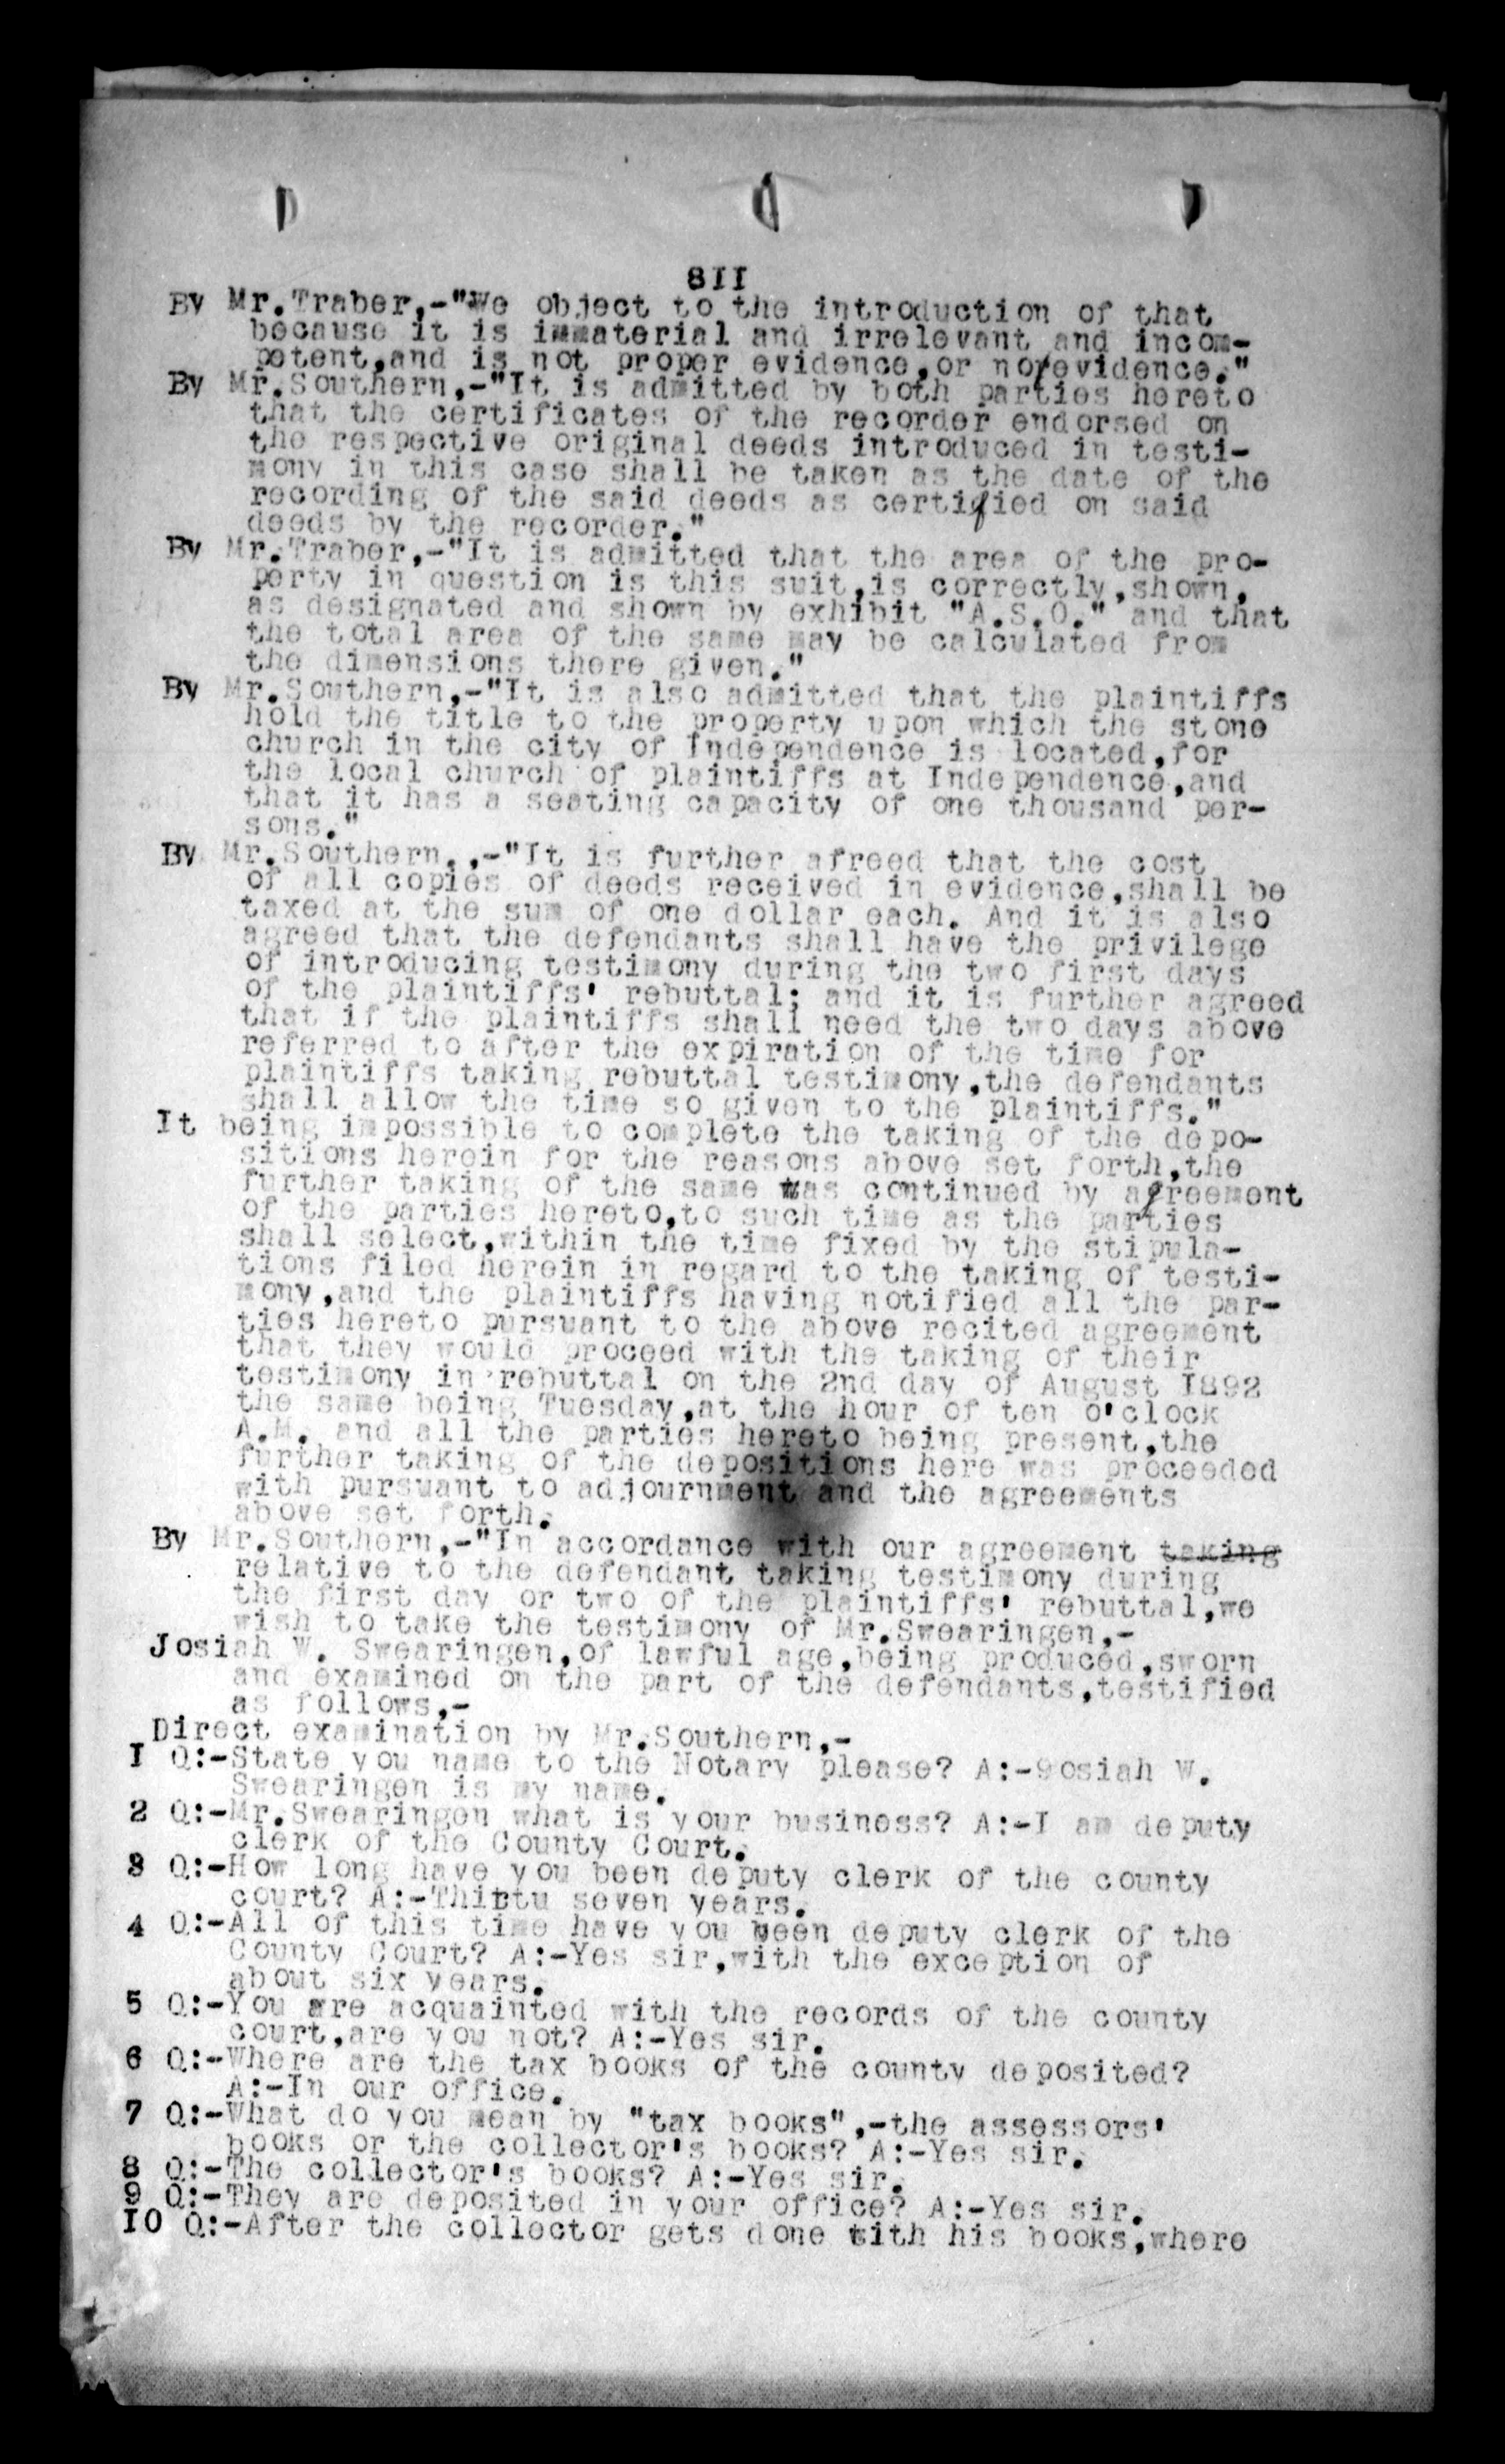 8II
By Mr.Traber,-"We object to the introduction of that
because it is immaterial and irrelevant and incom-
petent,and is not proper evidence,or no/evidence."
By Mr.Southern,-"It is admitted by both parties hereto
that the certificates of the recorder endorsed on
the respective original deeds introduced in testi-
mony in this case shall be taken as the date of the
recording of the said deeds as certified on said
deeds by the recorder."
By Mr.Traber,-"It is admitted that the area of the pro-
perty in question is this suit,is correctly,shown,
as designated and shown by exhibit "A.S.O." and that
the total area of the same may be calculated from
the dimensions there given."
By Mr.Southern,-"It is also admitted that the plaintiffs
hold the title to the property upon which the stone
church in the city of Independence is located,for
the local church of plaintiffs at Independence,and
that it has a seating capacity of one thousand per-
sons."
By Mr.Southern.,-"It is further afreed that the cost
of all copies of deeds received in evidence,shall be
taxed at the sum of one dollar each. And it is also
agreed that the defendants shall have the privilege
of introducing testimony during the two first days
of the plaintiffs' rebuttal; and it is further agreed
that if the plaintiffs shall need the two days above
referred to after the expiration of the time for
plaintiffs taking rebuttal testimony,the defendants
shall allow the time so given to the plaintiffs."
It being impossible to complete the taking of the depo-
sitions herein for the reasons above set forth,the
further taking of the same was continued by agreement
of the parties hereto,to such time as the parties
shall select,within the time fixed by the stipula-
tions filed herein in regard to the taking of testi-
mony,and the plaintiffs having notified all the par-
ties hereto pursuant to the above recited agreement
that they would proceed with the taking of their
testimony in rebuttal on the 2nd day of August I892
the same being Tuesday,at the hour of ten o'clock
A.M. and all the parties hereto being present,the
further taking of the depositions here was proceeded
with pursuant to adjournment and the agreements
above set forth.
By Mr.Southern,-"In accordance with our agreement taking
relative to the defendant taking testimony during
the first day or two of the plaintiffs' rebuttal,we
wish to take the testimony of Mr.Swearingen,-
Josiah W. Swearingen,of lawful age,being produced,sworn
and examined on the part of the defendants,testified
as follows,-
Direct examination by Mr.Southern,-
I Q:-State you name to the Notary please? A:-9osiah W.
Swearingen is my name.
2 Q:-Mr.Swearingen what is your business? A:-I am deputy
clerk of the County Court.
3 Q:-How long have you been deputy clerk of the county
court? A:-Thittu seven years.
4 Q:-All of this time have you been deputy clerk of the
County Court? A:-Yes sir,with the exception of
about six years.
5 Q:-You are acquainted with the records of the county
court,are you not? A:-Yes sir.
6 Q:-Where are the tax books of the county deposited?
A:-In our office.
7 Q:-What do you mean by "tax books",-the assessors'
books or the collector's books? A:-Yes sir.
8 Q:-The collector's books? A:-Yes sir.
9 Q:-They are deposited in your office? A:-Yes sir.
I0 Q:-After the collector gets done tith his books,where